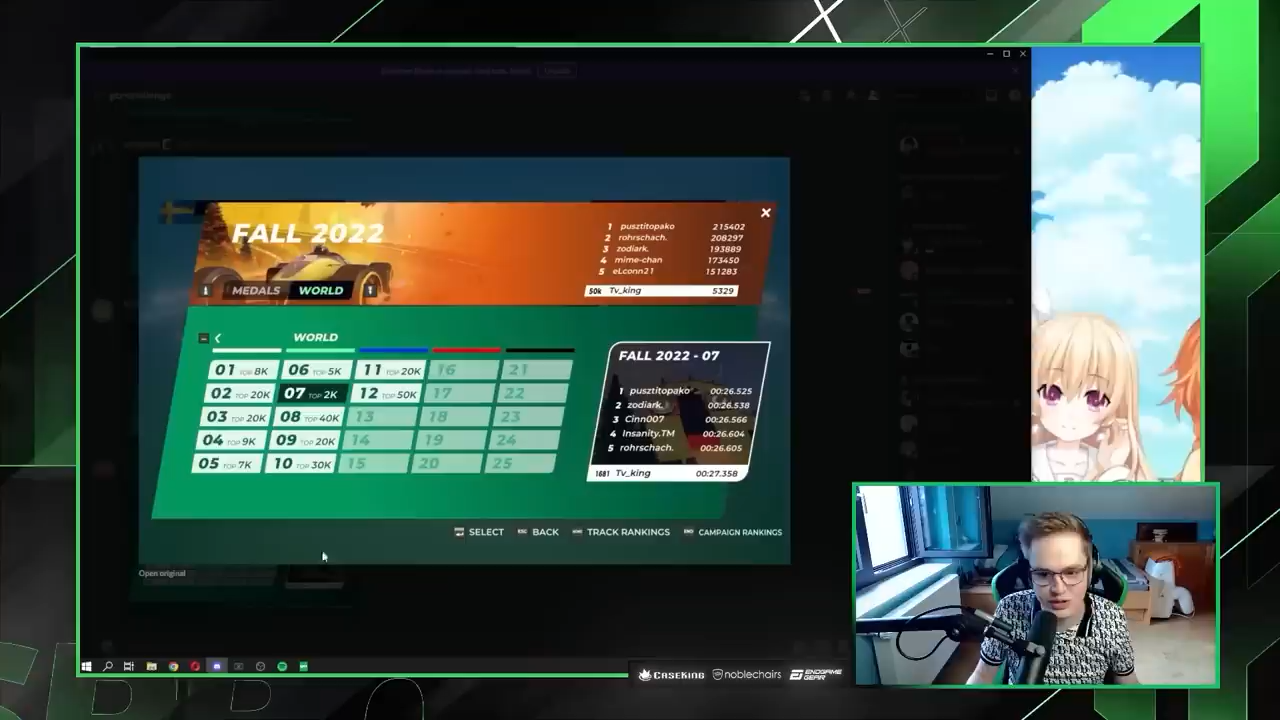 FALL 2022
1 pusztitopako 215402
2 rohrschach. 208297
3 zodiark. 193889
4 mime-chan 173450
5 eLconn21 151283
50k Tv_king 5329
MEDALS WORLD
WORLD
01 TOP 8K 06 TOP 5K 11 TOP 20K 16 21
02 TOP 20K 07 TOP 2K 12 TOP 50K 17 22
03 TOP 20K 08 TOP 40K 13 18 23
04 TOP 9K 09 TOP 20K 14 19 24
05 TOP 7K 10 TOP 30K 15 20 25
FALL 2022 - 07
1 pusztitopako 00:26.525
2 zodiark. 00:26.538
3 Cinn007 00:26.566
4 Insanity.TM 00:26.604
5 rohrschach. 00:26.605
1681 Tv_king 00:27.358
SELECT BACK TRACK RANKINGS CAMPAIGN RANKINGS
Open original
CASEKING noblechairs ENDGAME GEAR